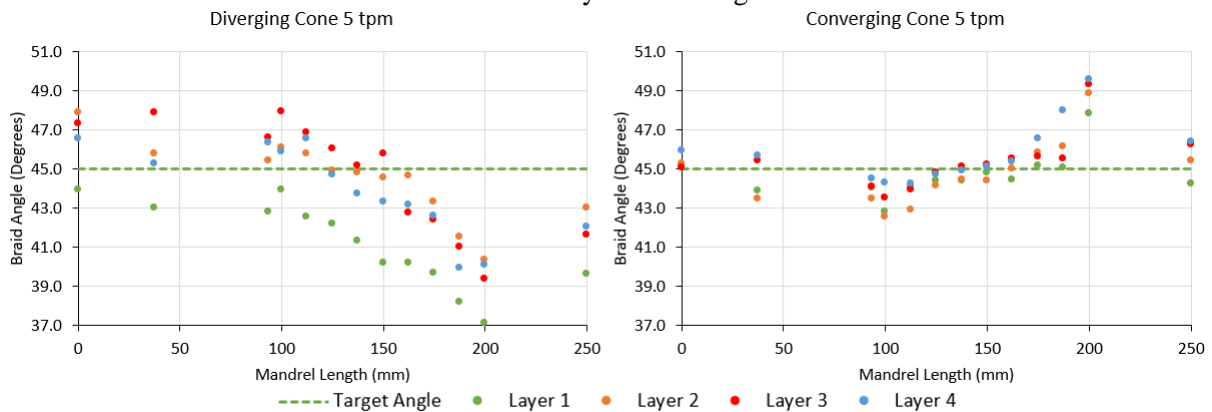 Diverging Cone 5 tpm
51.0
49.0
47.0
45.0
43.0
41.0
39.0
37.0
Braid Angle (Degrees)
0 50 100 150 200 250
Mandrel Length (mm)
Converging Cone 5 tpm
51.0
49.0
47.0
45.0
43.0
41.0
39.0
37.0
Braid Angle (Degrees)
0 50 100 150 200 250
Mandrel Length (mm)
Target Angle Layer 1 Layer 2 Layer 3 Layer 4